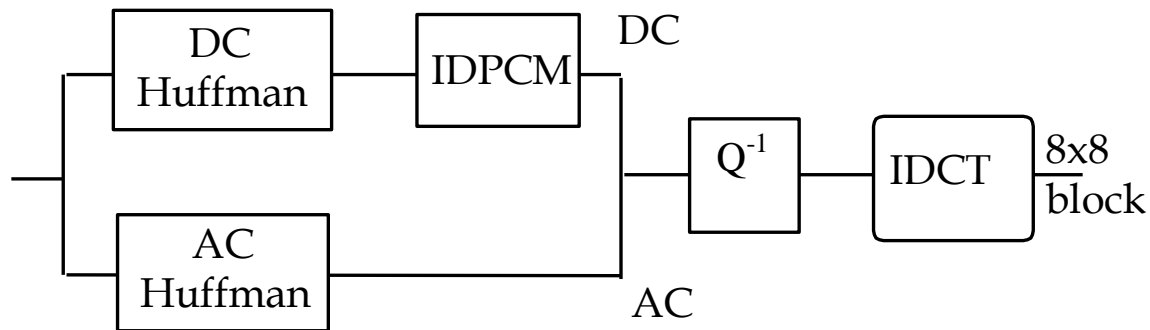 DC
Huffman
IDPCM
DC
AC
Huffman
AC
Q⁻¹
IDCT
8x8
block